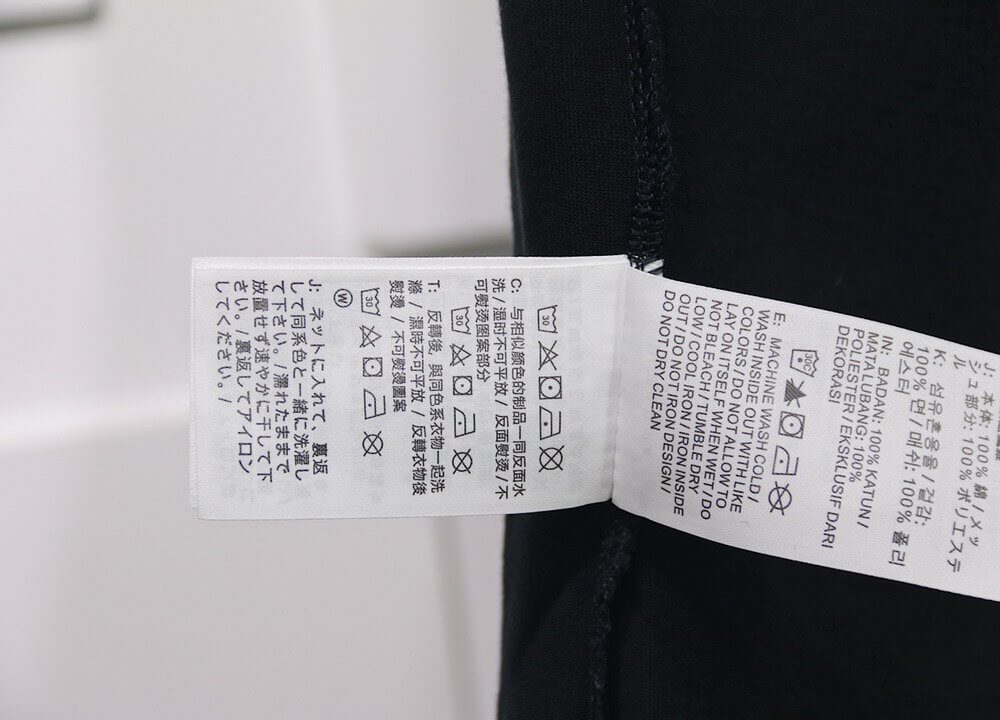 J: 本体: 100% 綿 / メッ
シュ部分: 100% ポリエステ
ル
K: 섬유혼용율 / 겉감:
100% 면 / 매쉬: 100% 폴리
에스터
IN: BADAN: 100% KATUN /
MATALUBANG: 100%
POLIESTER / EKSKLUSIF DARI
DEKORASI
30C
E: MACHINE WASH COLD /
WASH INSIDE OUT WITH LIKE
COLORS / DO NOT ALLOW TO
LAY ON ITSELF WHEN WET / DO
NOT BLEACH / TUMBLE DRY
LOW / COOL IRON / IRON INSIDE
OUT / DO NOT IRON DESIGN /
DO NOT DRY CLEAN
30
C: 与相似颜色的制品一同反面水
洗 / 湿时不可平放 / 反面熨烫 / 不
可熨烫图案部分
30
T: 反轉後, 與同色系衣物一起洗
滌 / 濕時不可平放 / 反轉衣物後
熨燙 / 不可熨燙圖案
30
W
J: ネットに入れて、裏返
して同系色と一緒に洗濯し
て下さい。/ 濡れたままで
放置せず速やかに干して下
さい。/ 裏返してアイロン
してください。/